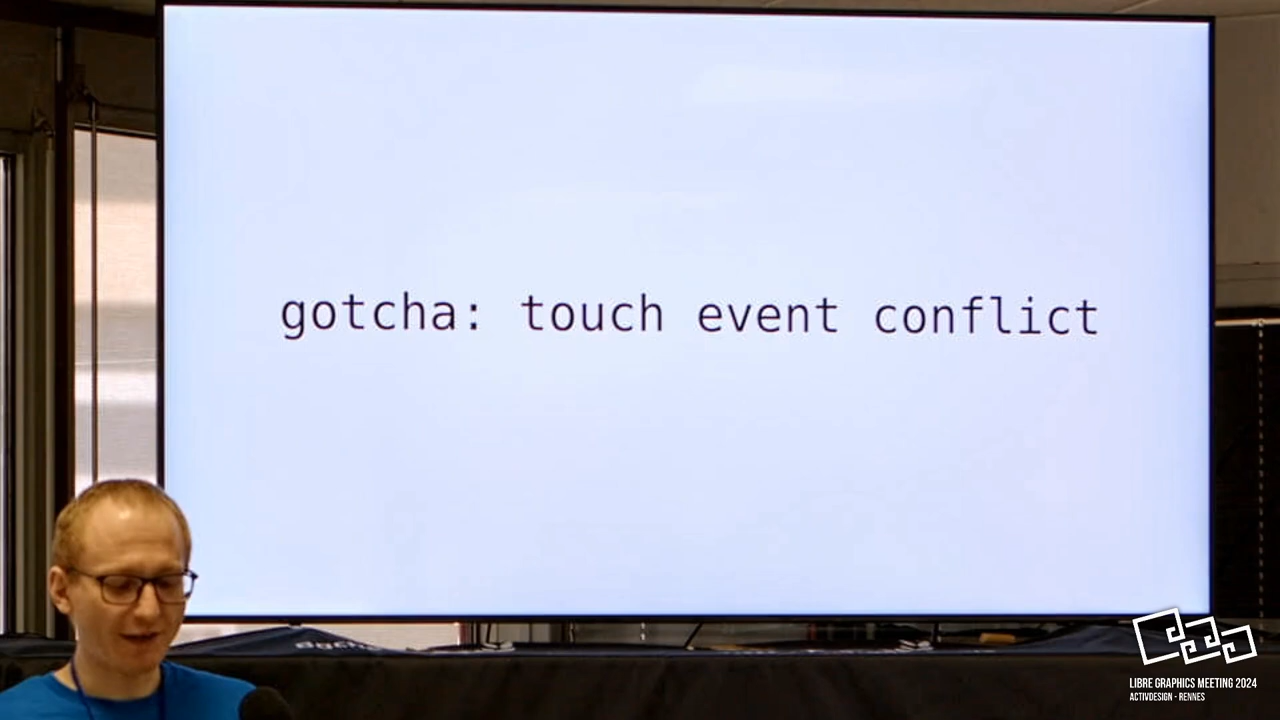 gotcha: touch event conflict
LIBRE GRAPHICS MEETING 2024
ACTIVDESIGN - RENNES